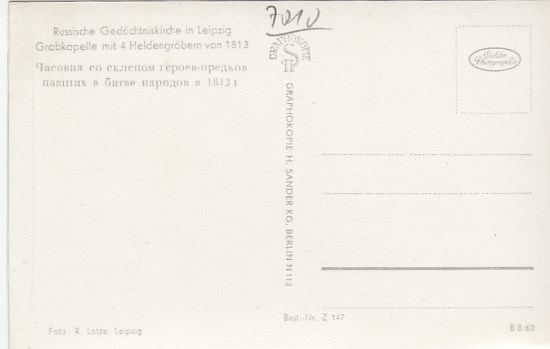 Russische Gedächtniskirche in Leipzig
Grabkapelle mit 4 Heldengräbern von 1813
Часовня со склепом героев-предков
павших в битве народов в 1813 г
7010
GRAPHOKOPIE
GRAPHOKOPIE H. SANDER KG, BERLIN N 113
Echte
Photographie
Best.-Nr. Z 147
Foto: R. Lotze, Leipzig
B 8/60